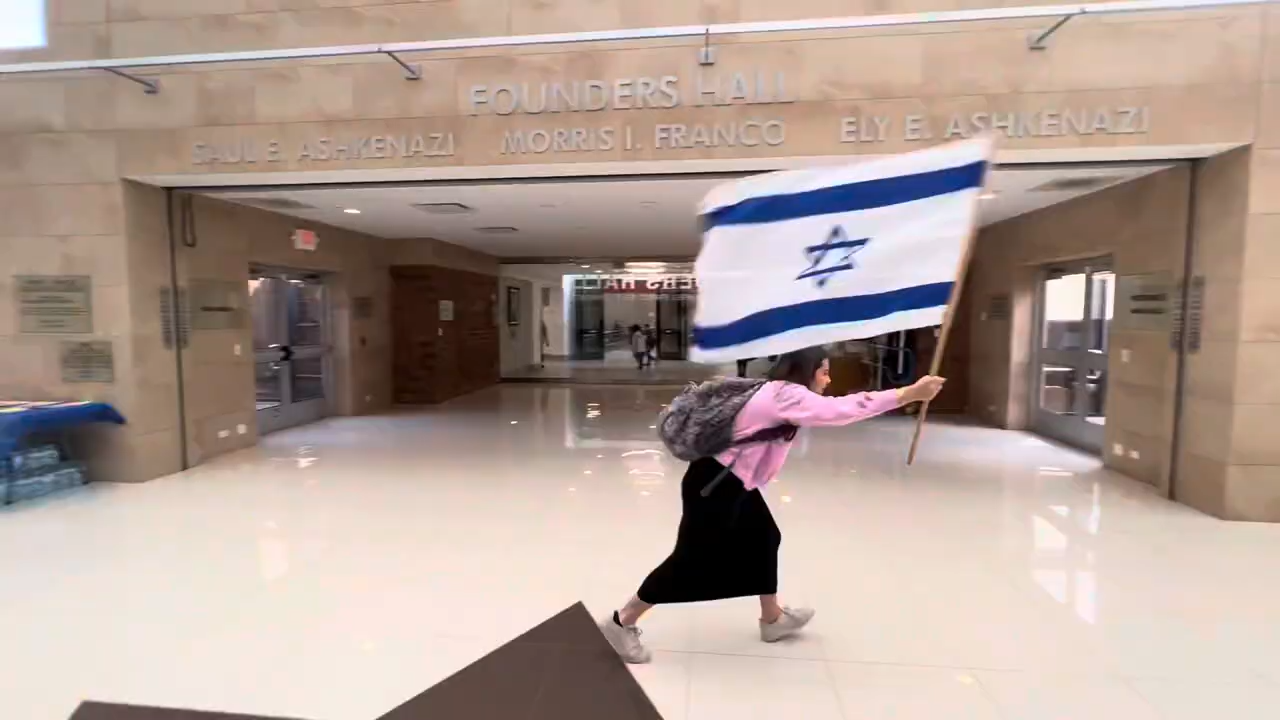 FOUNDERS HALL
SAUL E. ASHKENAZI MORRIS I. FRANCO ELY E. ASHKENAZI